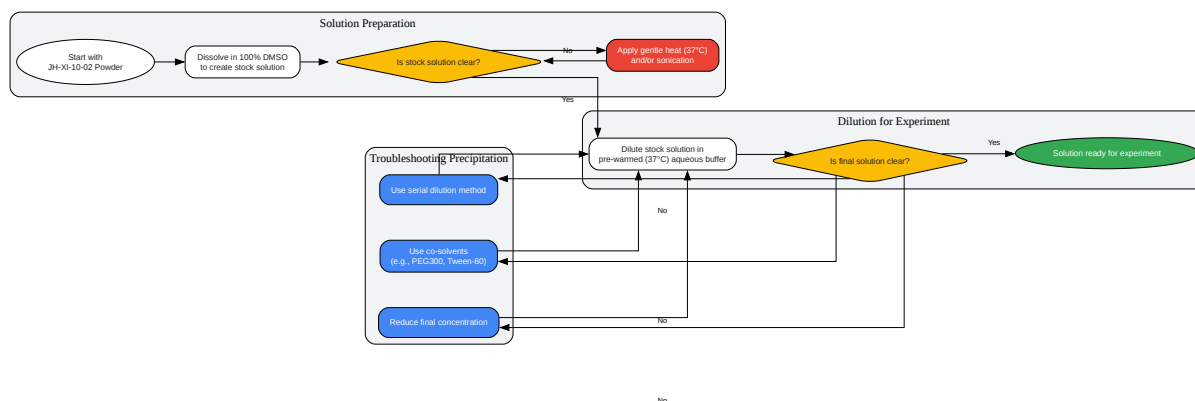 Solution Preparation
Start with
JH-XI-10-02 Powder
Dissolve in 100% DMSO
to create stock solution
Is stock solution clear?
No
Apply gentle heat (37°C)
and/or sonication
Yes
Dilution for Experiment
Dilute stock solution in
pre-warmed (37°C) aqueous buffer
Is final solution clear?
Yes
Solution ready for experiment
Troubleshooting Precipitation
Use serial dilution method
No
Use co-solvents
(e.g., PEG300, Tween-80)
Reduce final concentration
No
No